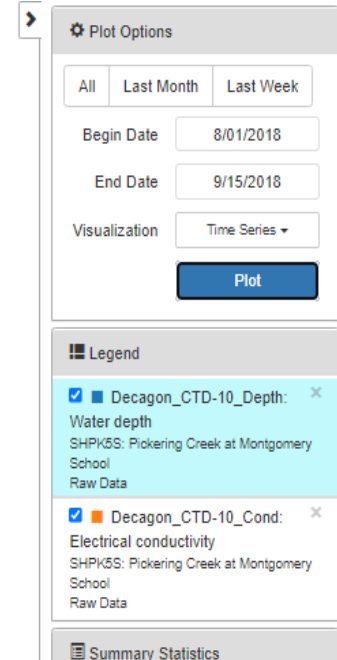 Plot Options
All Last Month Last Week
Begin Date 8/01/2018
End Date 9/15/2018
Visualization Time Series
Plot
Legend
Decagon_CTD-10_Depth:
Water depth
SHPK5S: Pickering Creek at Montgomery
School
Raw Data
Decagon_CTD-10_Cond:
Electrical conductivity
SHPK5S: Pickering Creek at Montgomery
School
Raw Data
Summary Statistics